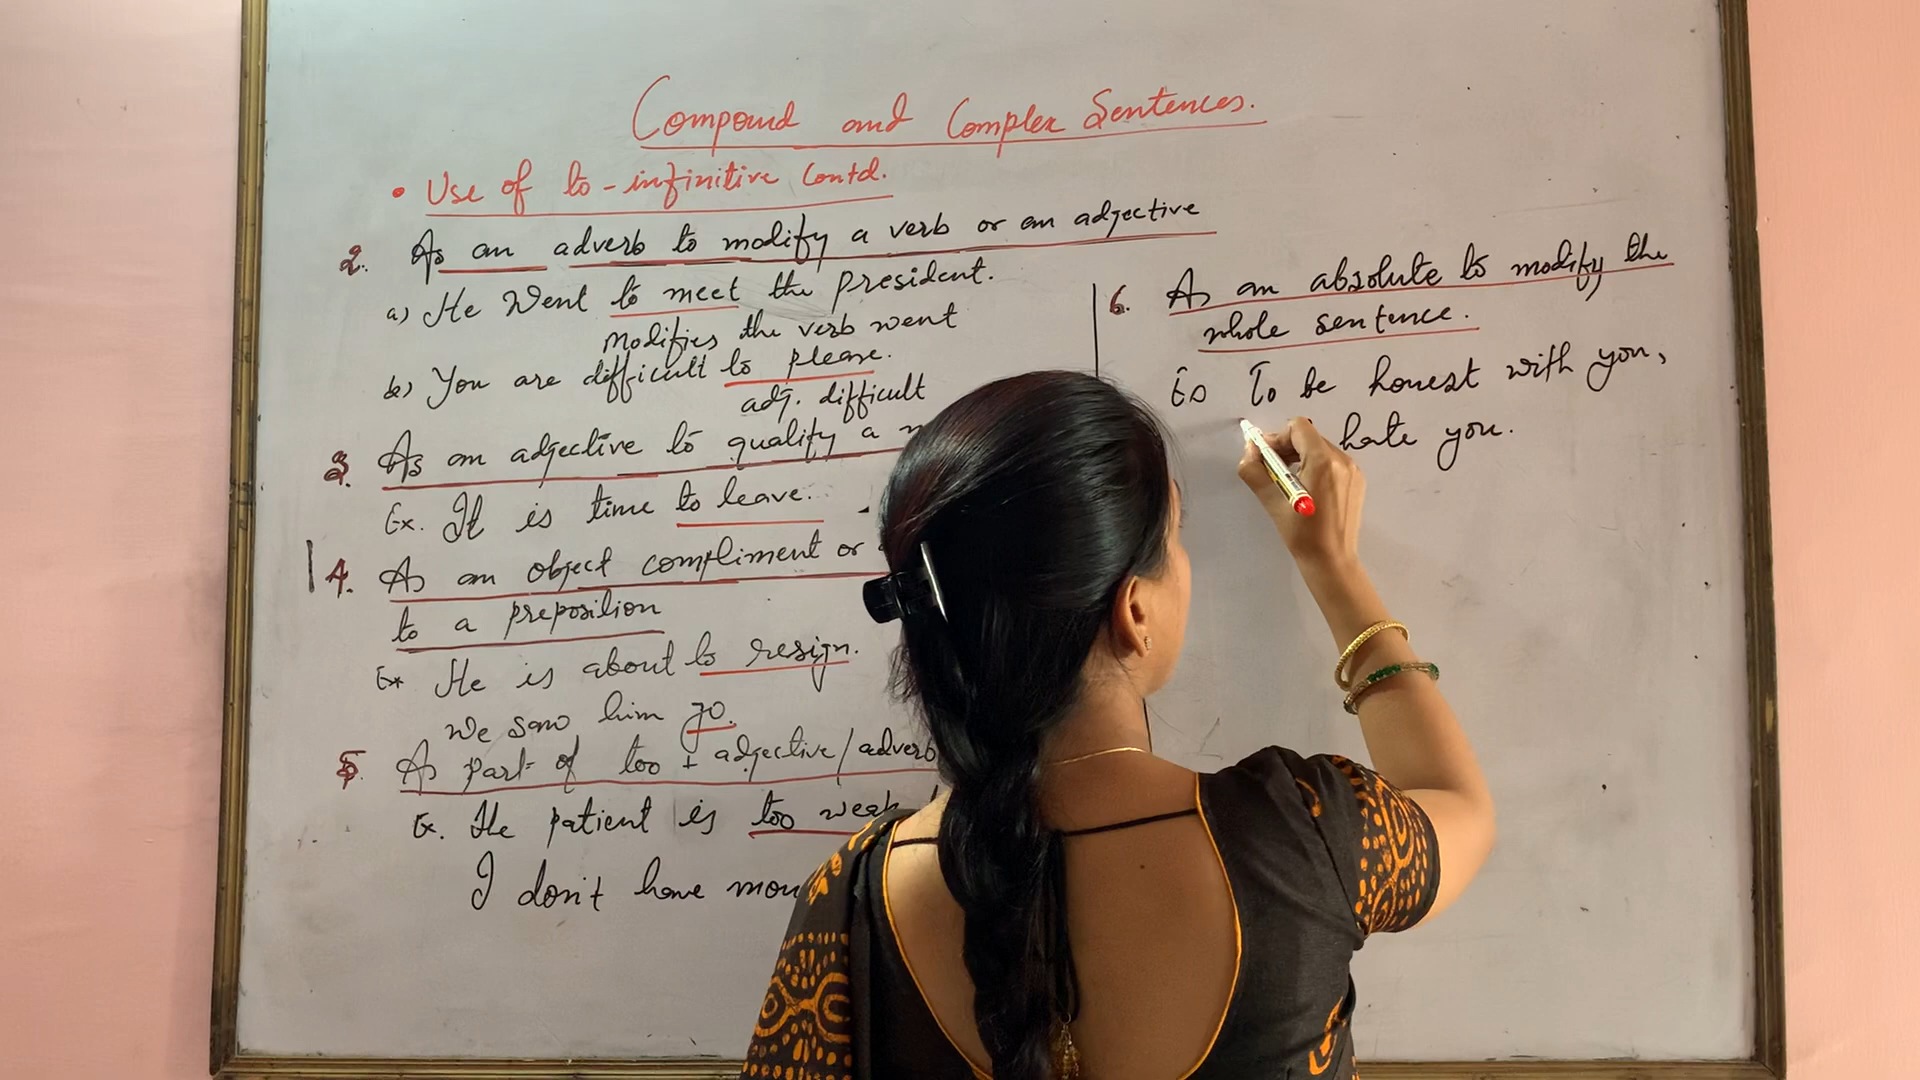 Compound and Complex Sentences.
• Use of to-infinitive Contd.
2. As an adverb to modify a verb or an adjective
a) He Went to meet the president.
modifies the verb went
b) You are difficult to please.
adj. difficult
3. As an adjective to qualify a
Ex. It is time to leave.
4. As an object compliment or
to a preposition
Ex He is about to resign.
We saw him go.
5. As part of too + adjective/adverb
Ex. The patient is too weak
I don't have
6. As an absolute to modify the
whole sentence.
Ex To be honest with you,
hate you.